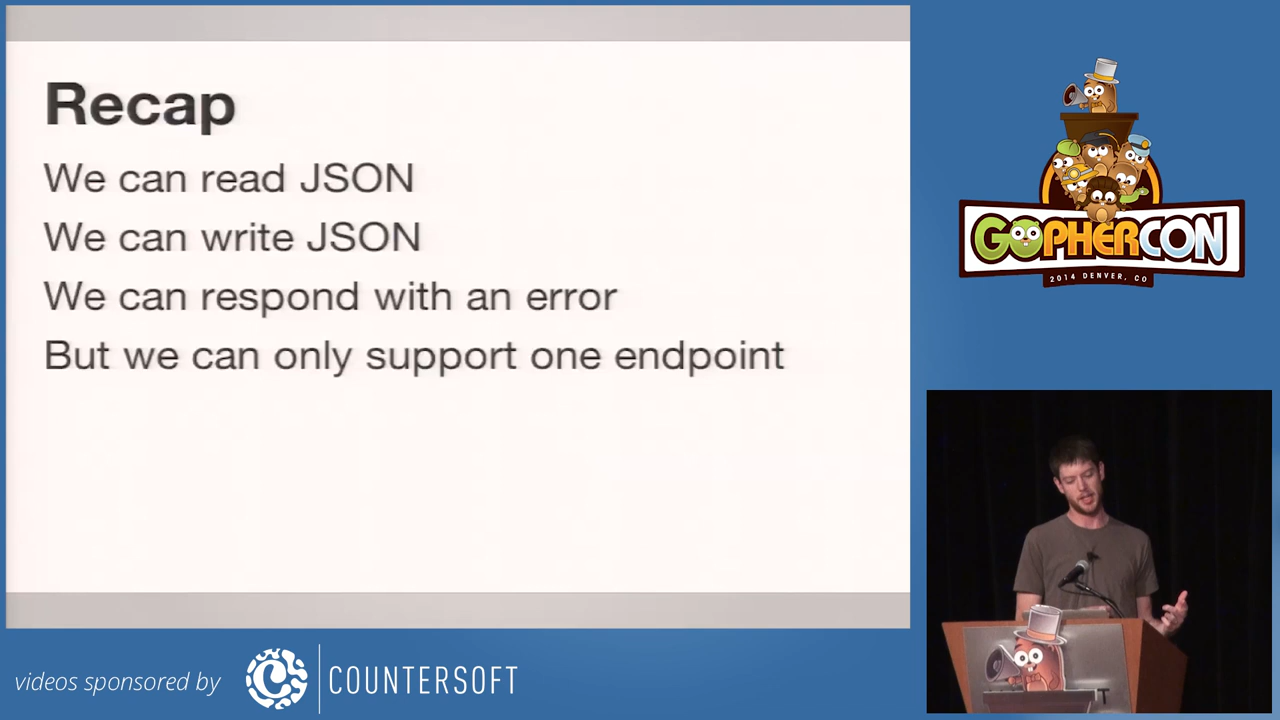 Recap
We can read JSON
We can write JSON
We can respond with an error
But we can only support one endpoint
GOPHERCON
2014 DENVER, CO
videos sponsored by
COUNTERSOFT
T